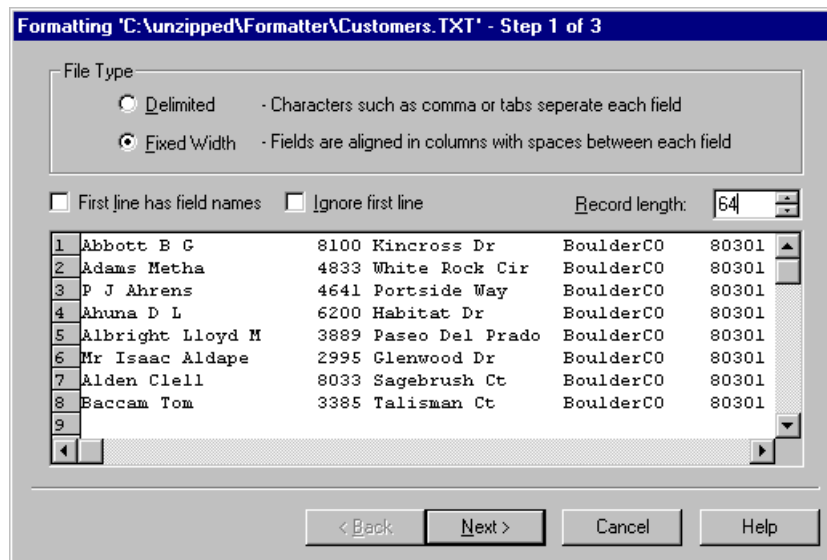 Formatting 'C:\unzipped\Formatter\Customers.TXT' - Step 1 of 3
File Type
Delimited - Characters such as comma or tabs seperate each field
Fixed Width - Fields are aligned in columns with spaces between each field
First line has field names Ignore first line Record length: 64
1 Abbott B G 8100 Kincross Dr BoulderCO 80301
2 Adams Metha 4833 White Rock Cir BoulderCO 80301
3 P J Ahrens 4641 Portside Way BoulderCO 80301
4 Ahuna D L 6200 Habitat Dr BoulderCO 80301
5 Albright Lloyd M 3889 Paseo Del Prado BoulderCO 80301
6 Mr Isaac Aldape 2995 Glenwood Dr BoulderCO 80301
7 Alden Clell 8033 Sagebrush Ct BoulderCO 80301
8 Baccam Tom 3385 Talisman Ct BoulderCO 80301
9
< Back Next > Cancel Help